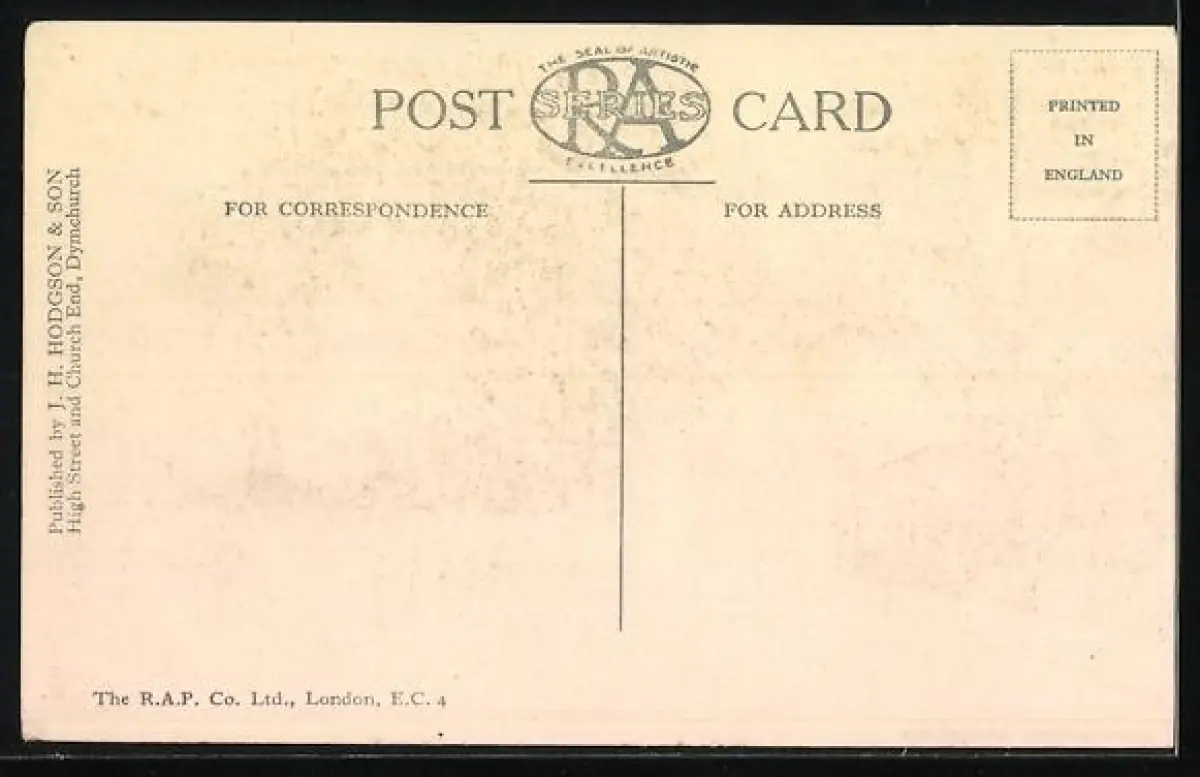 THE SEAL OF ARTISTIC
POST RA SERIES CARD
EXCELLENCE
PRINTED
IN
ENGLAND
FOR CORRESPONDENCE
FOR ADDRESS
Published by J. H. HODGSON & SON
High Street and Church End, Dymchurch
The R.A.P. Co. Ltd., London, E.C. 4